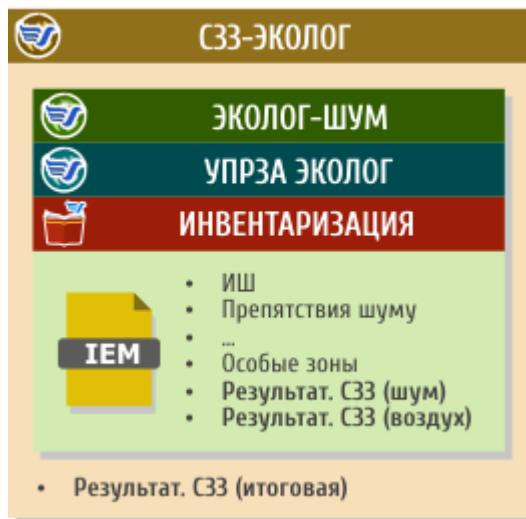 СЗЗ-ЭКОЛОГ
ЭКОЛОГ-ШУМ
УПРЗА ЭКОЛОГ
ИНВЕНТАРИЗАЦИЯ
• ИШ
• Препятствия шуму
• ...
• Особые зоны
• Результат. СЗЗ (шум)
• Результат. СЗЗ (воздух)
IEM
• Результат. СЗЗ (итоговая)